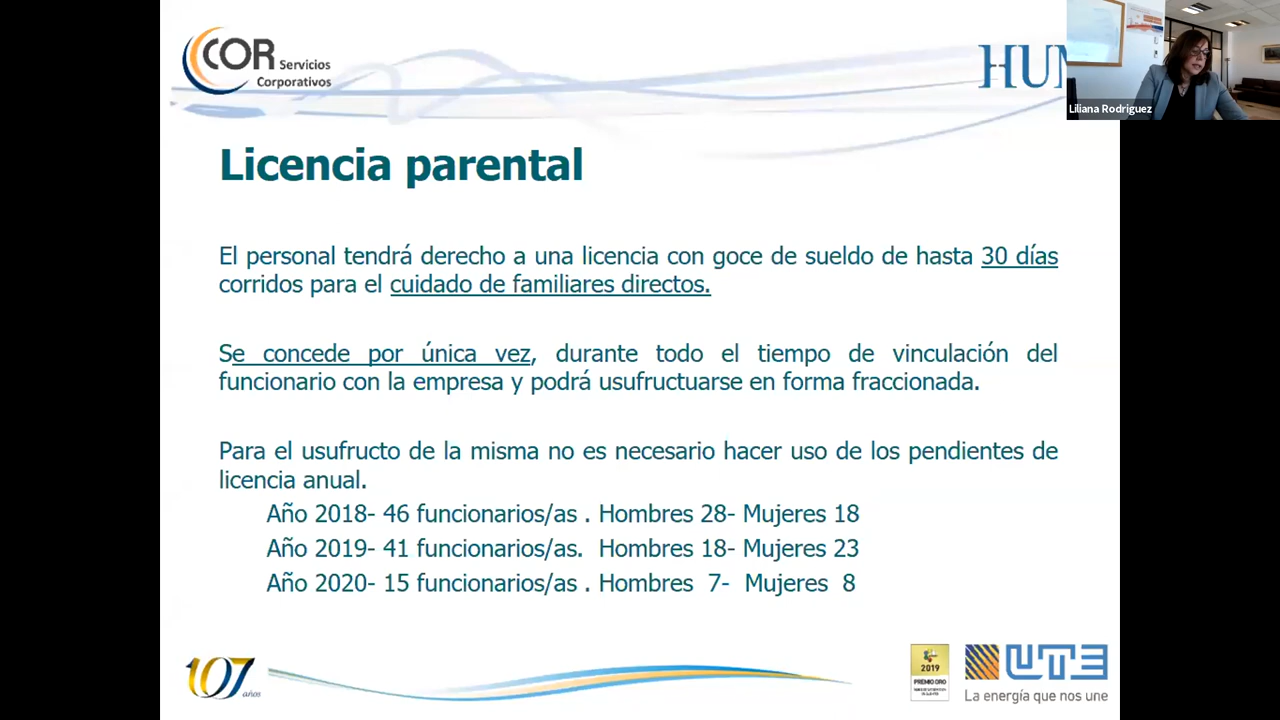 COR Servicios
Corporativos
HUM
Liliana Rodríguez
Licencia parental
El personal tendrá derecho a una licencia con goce de sueldo de hasta 30 días
corridos para el cuidado de familiares directos.
Se concede por única vez, durante todo el tiempo de vinculación del
funcionario con la empresa y podrá usufructuarse en forma fraccionada.
Para el usufructo de la misma no es necesario hacer uso de los pendientes de
licencia anual.
Año 2018- 46 funcionarios/as . Hombres 28- Mujeres 18
Año 2019- 41 funcionarios/as. Hombres 18- Mujeres 23
Año 2020- 15 funcionarios/as . Hombres 7- Mujeres 8
107 años
2019
PREMIO ORO
UTE
La energía que nos une